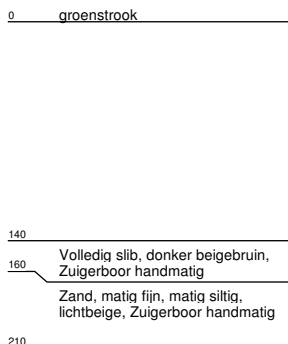 0 groenstrook
140
Volledig slib, donker beigebruin,
160 Zuigerboor handmatig
Zand, matig fijn, matig siltig,
lichtbeige, Zuigerboor handmatig
210